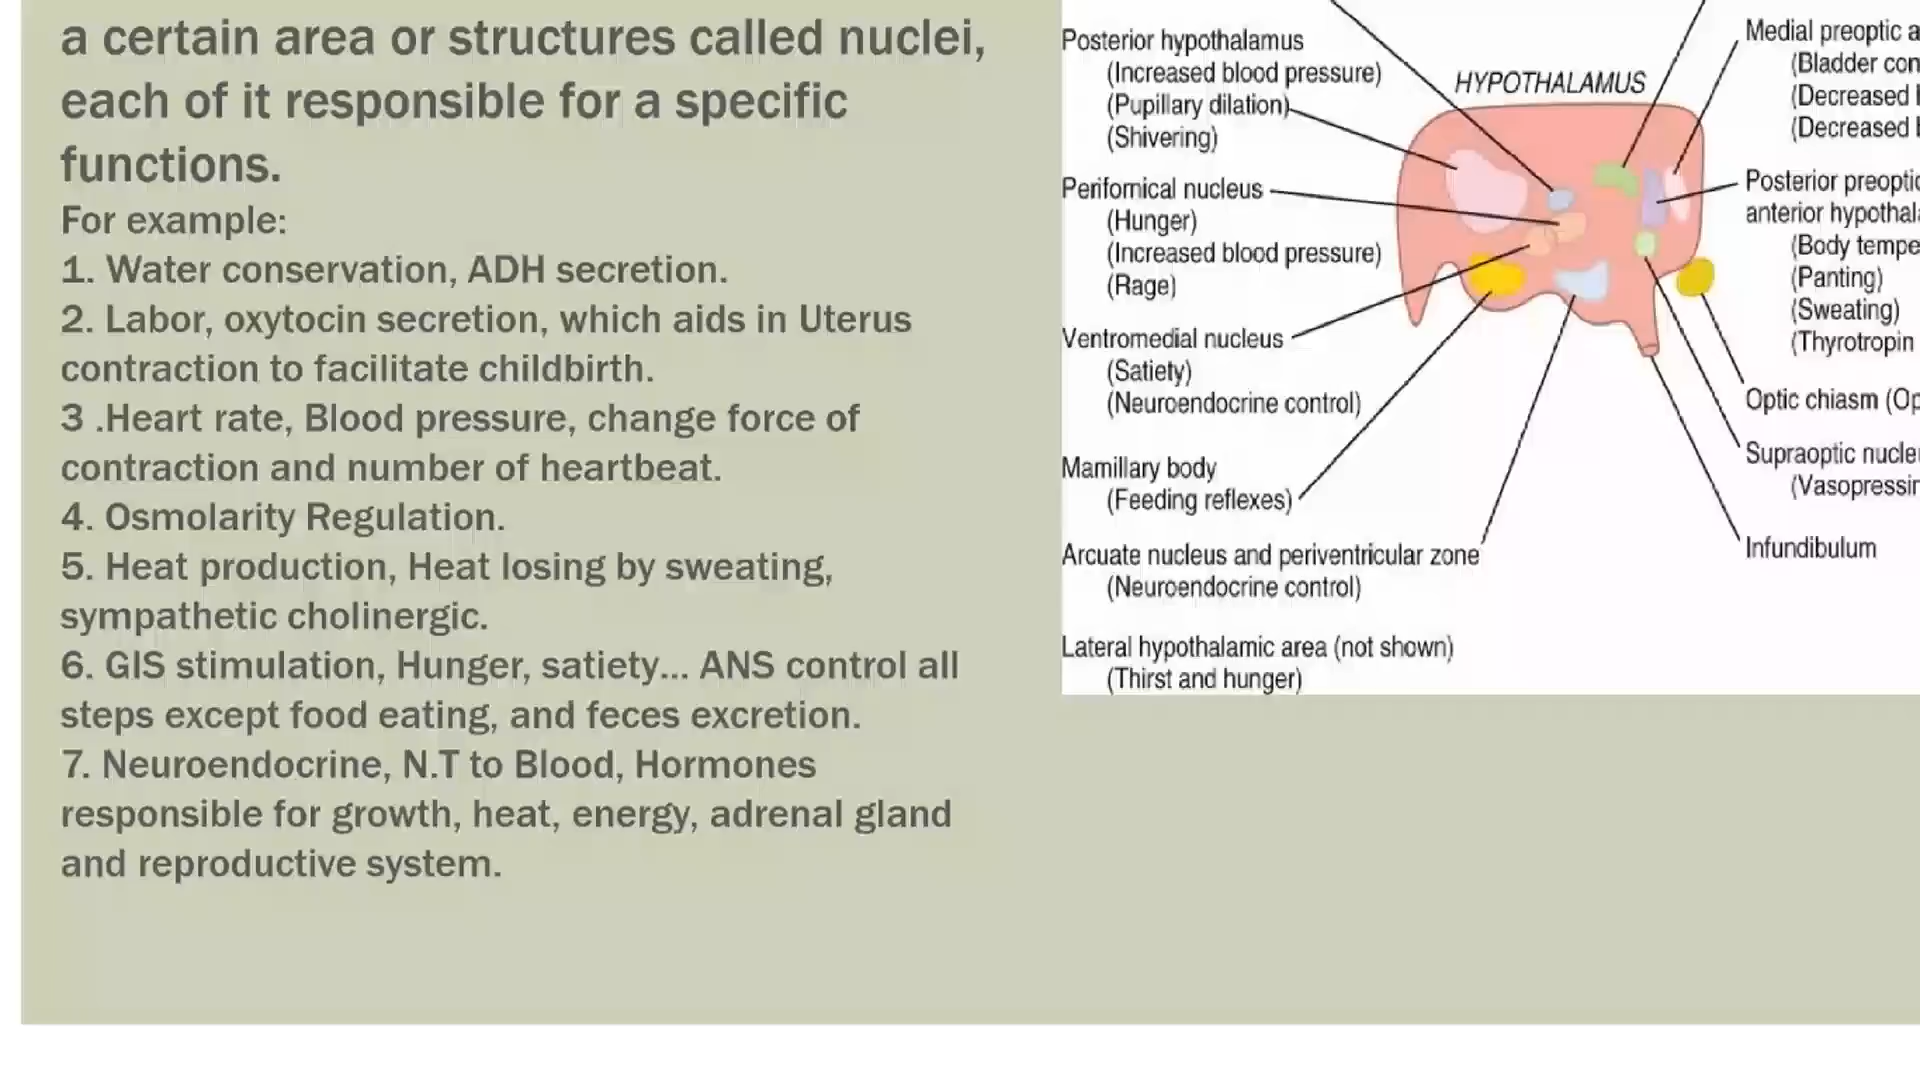 a certain area or structures called nuclei,
each of it responsible for a specific
functions.
For example:
1. Water conservation, ADH secretion.
2. Labor, oxytocin secretion, which aids in Uterus
contraction to facilitate childbirth.
3 .Heart rate, Blood pressure, change force of
contraction and number of heartbeat.
4. Osmolarity Regulation.
5. Heat production, Heat losing by sweating,
sympathetic cholinergic.
6. GIS stimulation, Hunger, satiety... ANS control all
steps except food eating, and feces excretion.
7. Neuroendocrine, N.T to Blood, Hormones
responsible for growth, heat, energy, adrenal gland
and reproductive system.
Posterior hypothalamus
(Increased blood pressure)
(Pupillary dilation)
(Shivering)
Perifornical nucleus
(Hunger)
(Increased blood pressure)
(Rage)
Ventromedial nucleus
(Satiety)
(Neuroendocrine control)
Mamillary body
(Feeding reflexes)
Arcuate nucleus and periventricular zone
(Neuroendocrine control)
Lateral hypothalamic area (not shown)
(Thirst and hunger)
HYPOTHALAMUS
Medial preoptic
(Bladder
(Decreased
(Decreased
Posterior
anterior
(Body
(Panting)
(Sweating)
(Thyrotropin
Optic chiasm
Supraoptic
Infundibulum